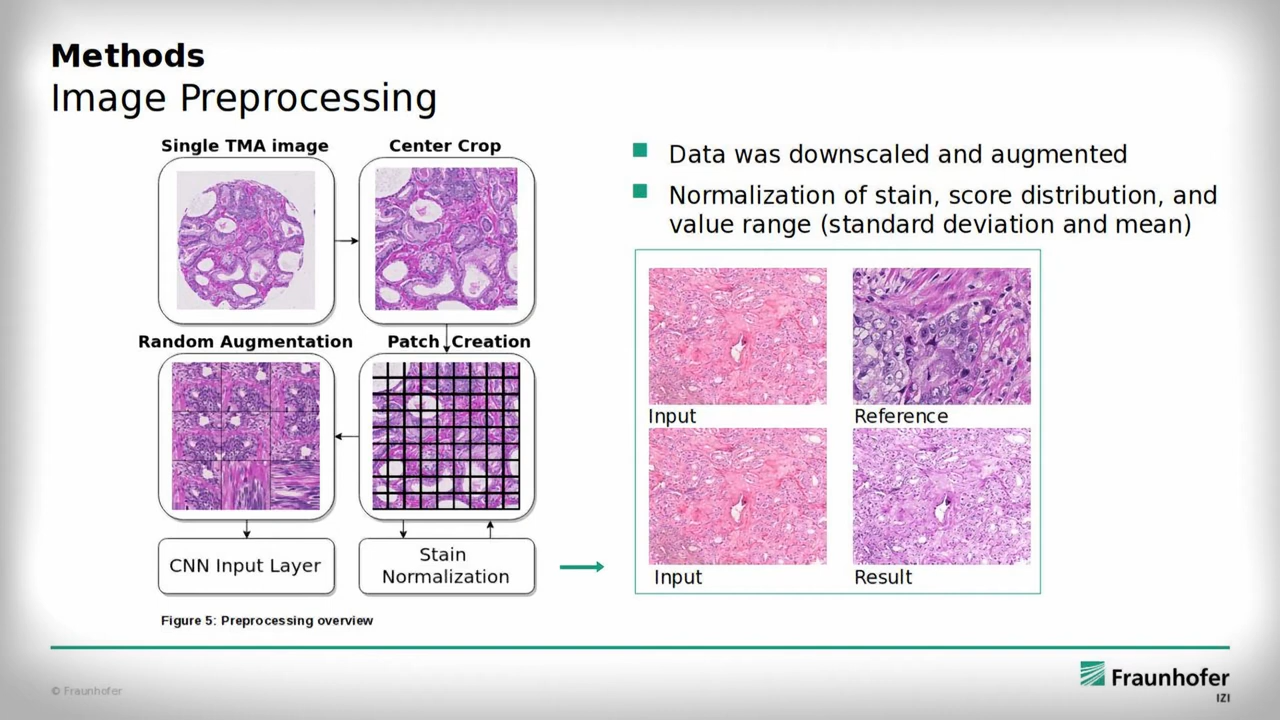 Methods
Image Preprocessing
Single TMA image
Center Crop
Random Augmentation
Patch Creation
CNN Input Layer
Stain
Normalization
Figure 5: Preprocessing overview
Data was downscaled and augmented
Normalization of stain, score distribution, and
value range (standard deviation and mean)
Input
Reference
Input
Result
© Fraunhofer
Fraunhofer
IZI